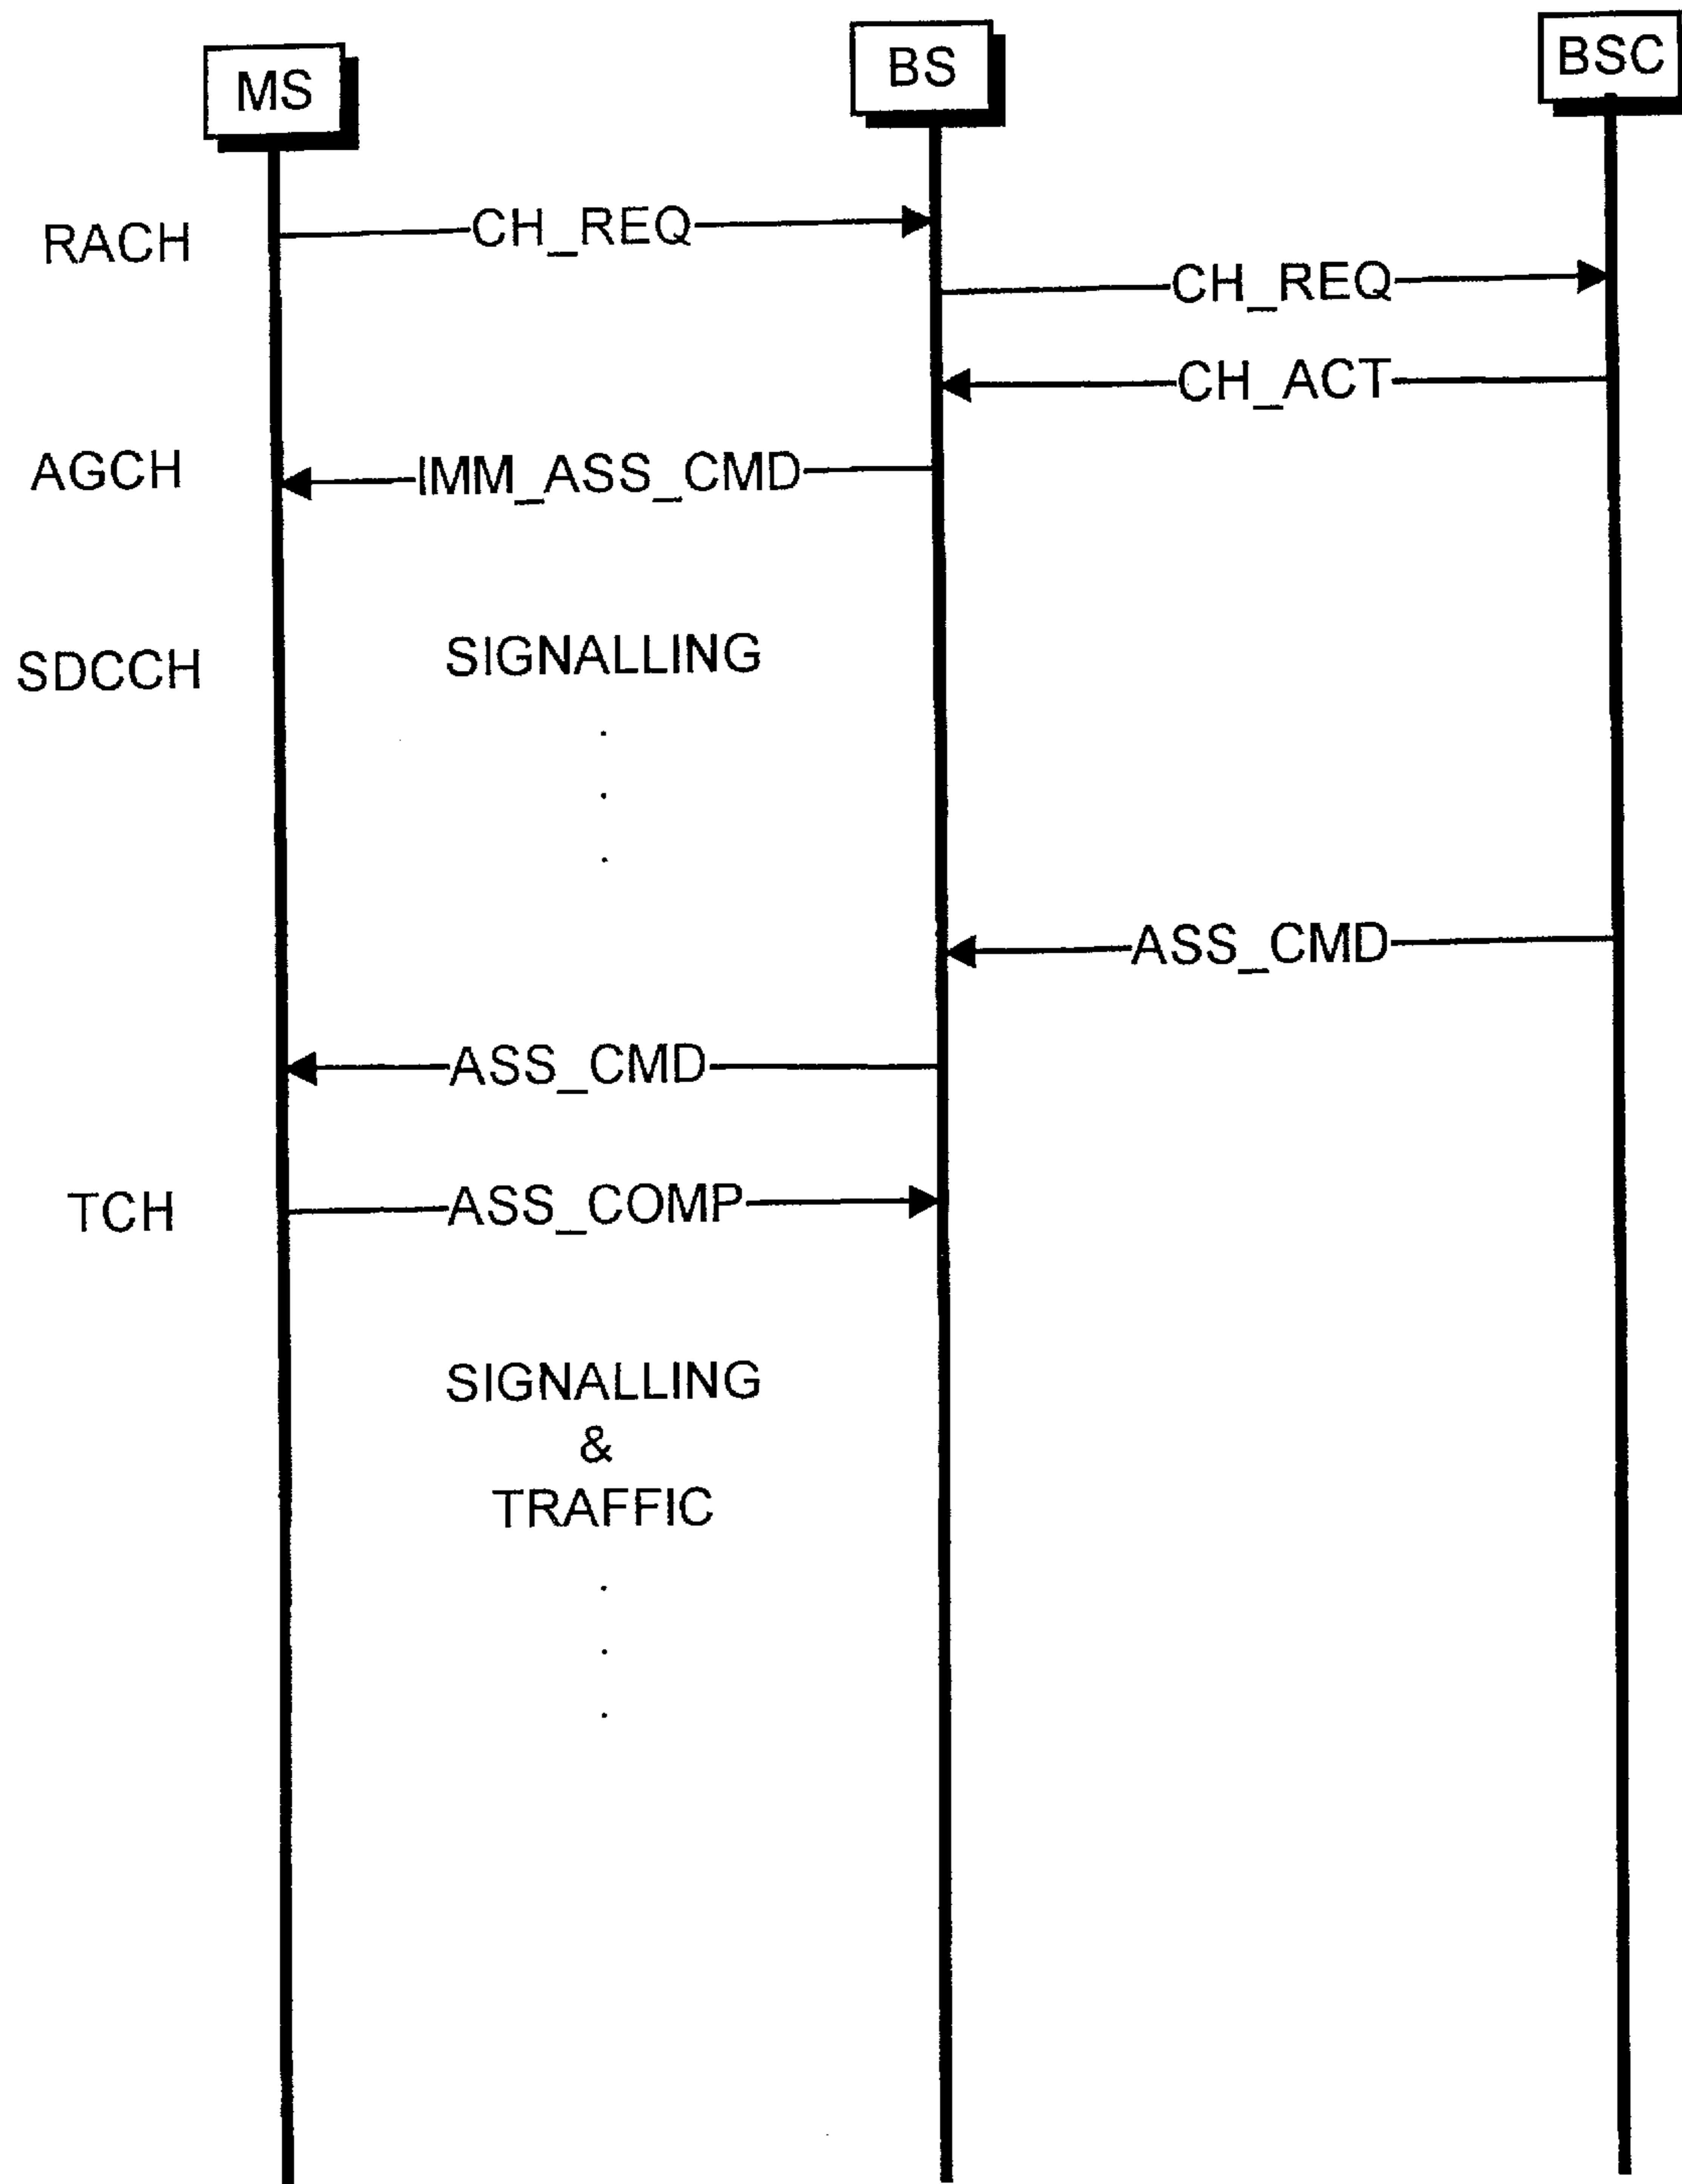 MS
BS
BSC
RACH
CH_REQ
CH_REQ
CH_ACT
AGCH
IMM_ASS_CMD
SDCCH
SIGNALLING
ASS_CMD
ASS_CMD
TCH
ASS_COMP
SIGNALLING
&
TRAFFIC